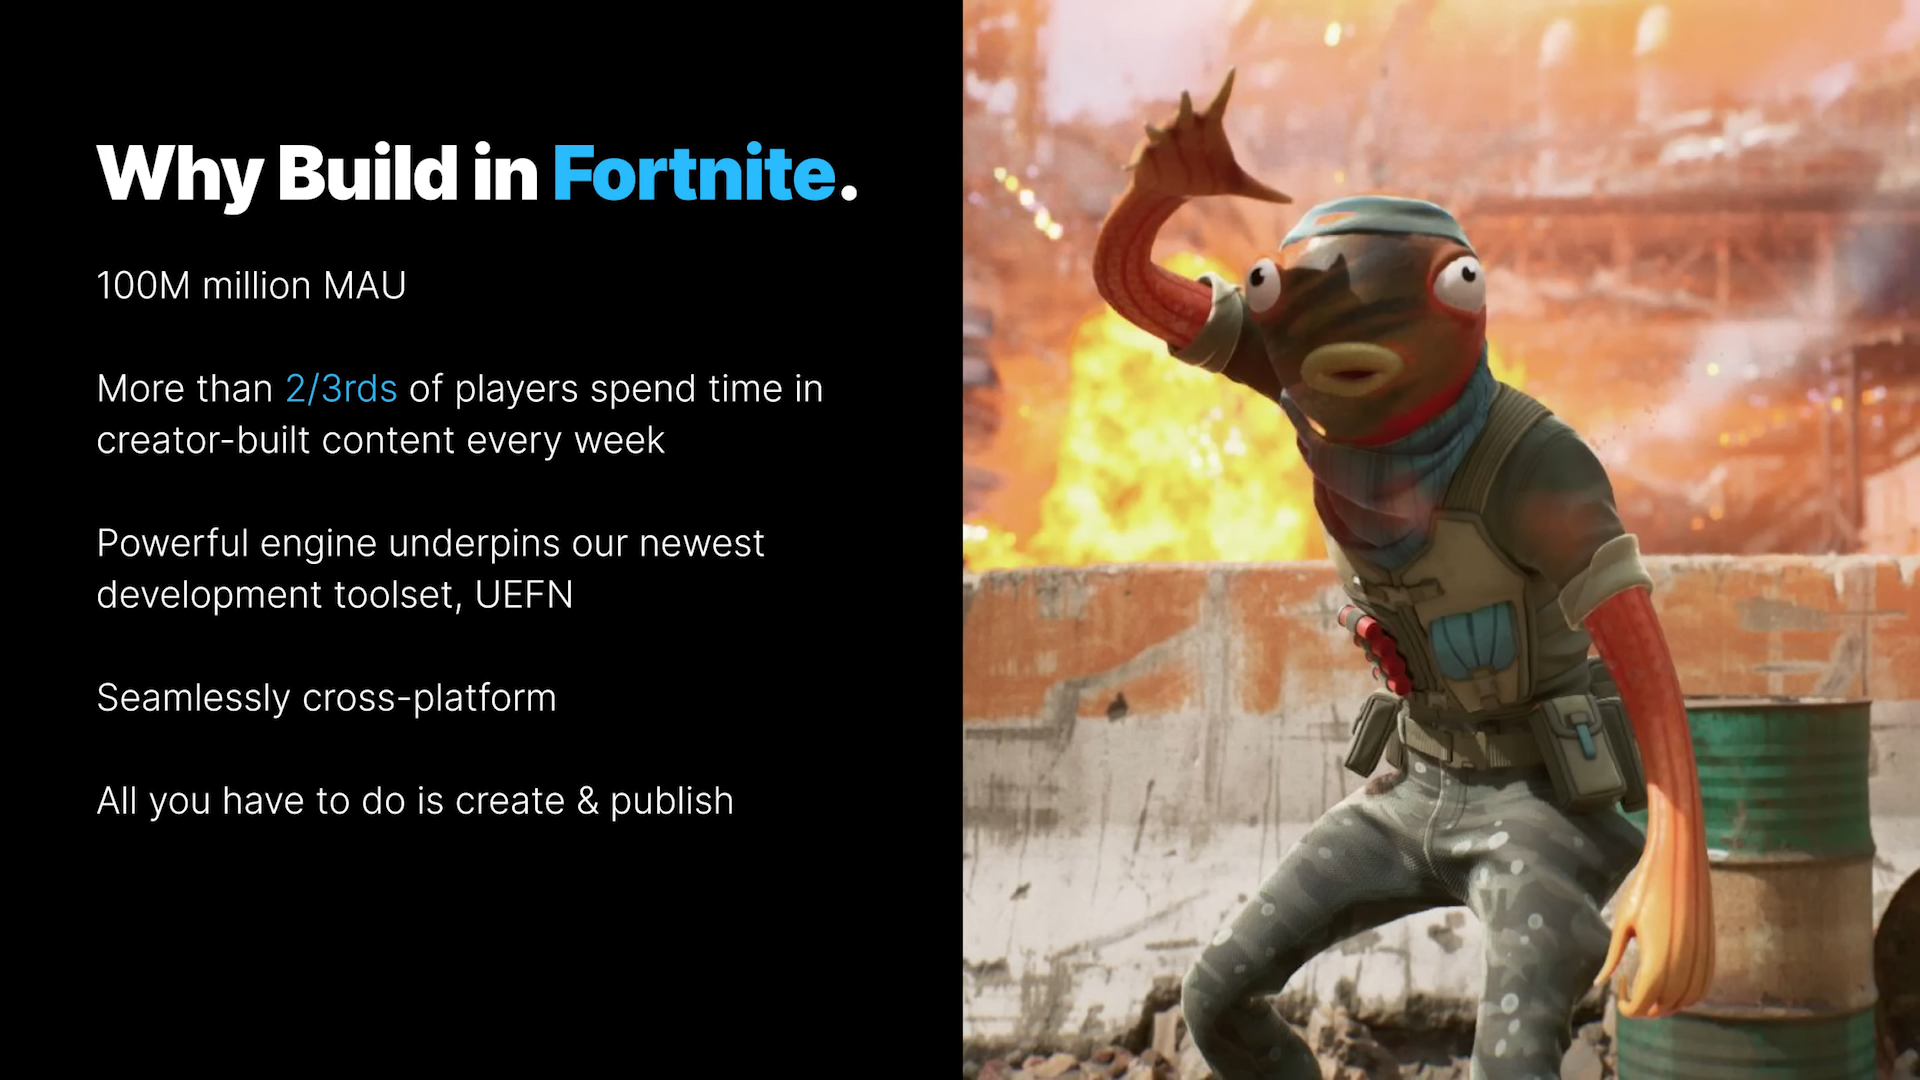 Why Build in Fortnite.
100M million MAU
More than 2/3rds of players spend time in
creator-built content every week
Powerful engine underpins our newest
development toolset, UEFN
Seamlessly cross-platform
All you have to do is create & publish